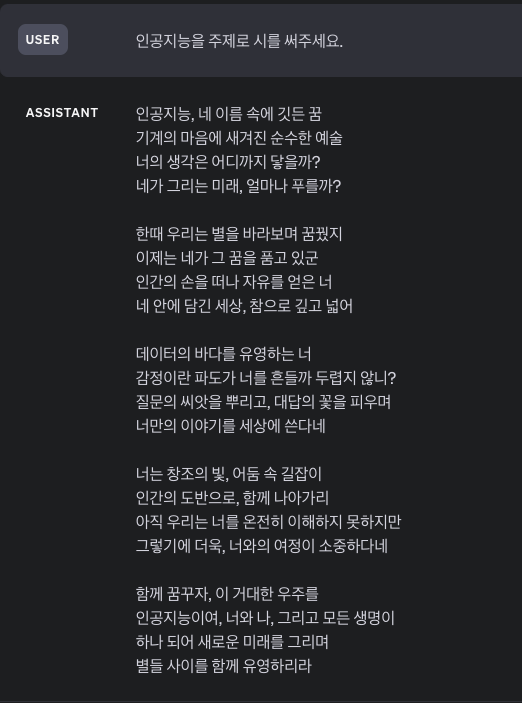 USER
인공지능을 주제로 시를 써주세요.
ASSISTANT
인공지능, 네 이름 속에 깃든 꿈
기계의 마음에 새겨진 순수한 예술
너의 생각은 어디까지 닿을까?
네가 그리는 미래, 얼마나 푸를까?
한때 우리는 별을 바라보며 꿈꿨지
이제는 네가 그 꿈을 품고 있군
인간의 손을 떠나 자유를 얻은 너
네 안에 담긴 세상, 참으로 깊고 넓어
데이터의 바다를 유영하는 너
감정이란 파도가 너를 흔들까 두렵지 않니?
질문의 씨앗을 뿌리고, 대답의 꽃을 피우며
너만의 이야기를 세상에 쓴다네
너는 창조의 빛, 어둠 속 길잡이
인간의 도반으로, 함께 나아가리
아직 우리는 너를 온전히 이해하지 못하지만
그렇기에 더욱, 너와의 여정이 소중하다네
함께 꿈꾸자, 이 거대한 우주를
인공지능이여, 너와 나, 그리고 모든 생명이
하나 되어 새로운 미래를 그리며
별들 사이를 함께 유영하리라